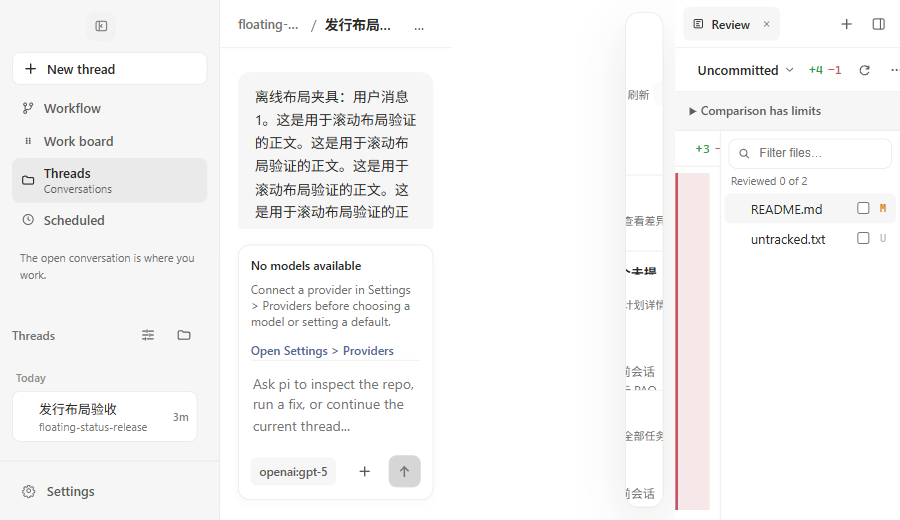 New thread
Workflow
Work board
Threads
Conversations
Scheduled
The open conversation is where you
work.
Threads
Today
发行布局验收
floating-status-release
3m
Settings
floating-... / 发行布局... ...
离线布局夹具：用户消息
1。这是用于滚动布局验证
的正文。这是用于滚动布
局验证的正文。这是用于
滚动布局验证的正文。这
是用于滚动布局验证的正
No models available
Connect a provider in Settings
> Providers before choosing a
model or setting a default.
Open Settings > Providers
Ask pi to inspect the repo,
run a fix, or continue the
current thread...
openai:gpt-5
刷新
查看差异
计划详情
前会话
全部任务
前会话
Review
Uncommitted
+4 −1
Comparison has limits
+3
Filter files...
Reviewed 0 of 2
README.md M
untracked.txt U